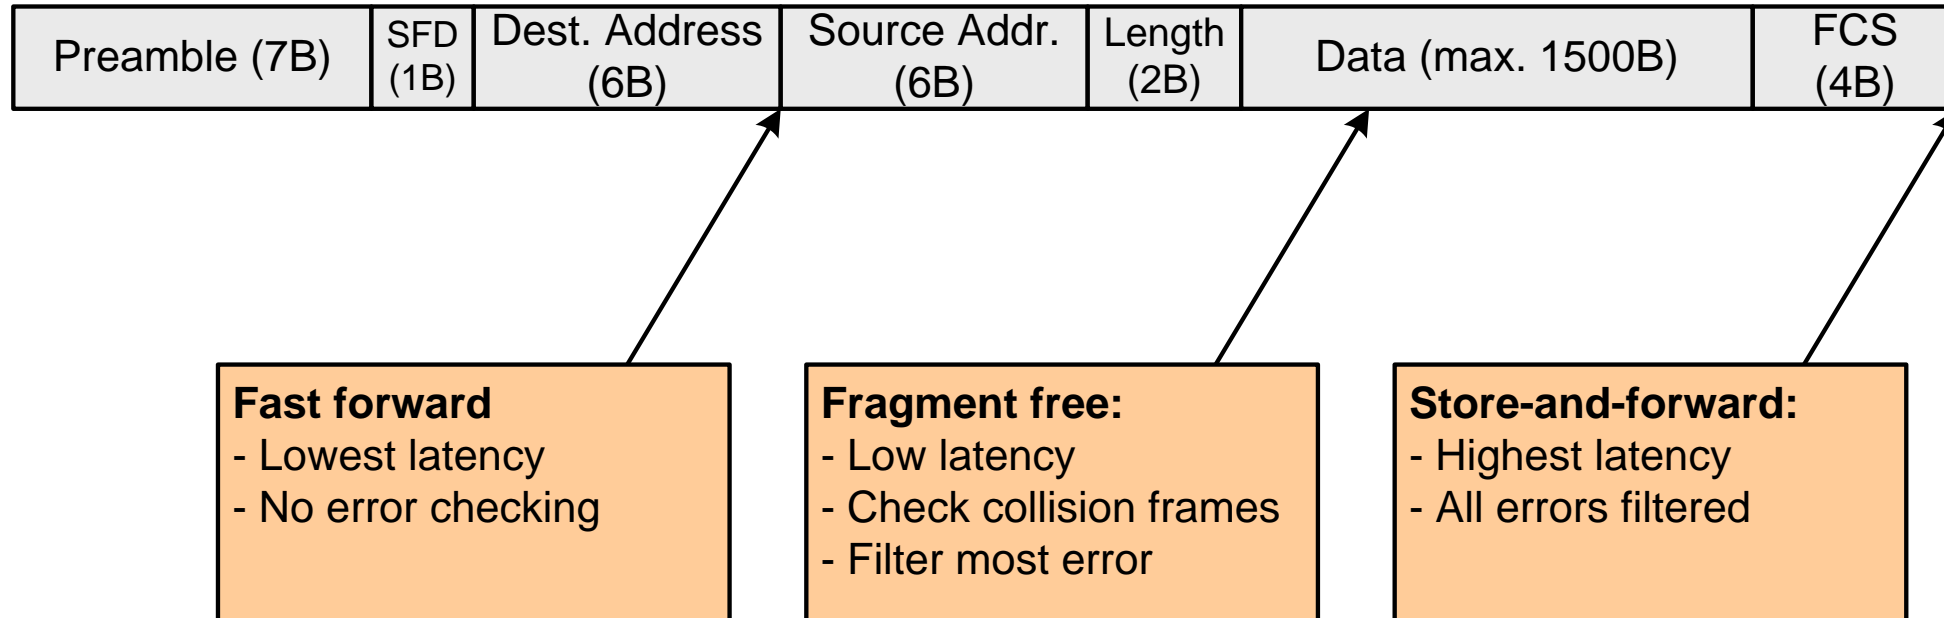 Preamble (7B)
SFD
(1B)
Dest. Address
(6B)
Source Addr.
(6B)
Length
(2B)
Data (max. 1500B)
FCS
(4B)
Fast forward
- Lowest latency
- No error checking
Fragment free:
- Low latency
- Check collision frames
- Filter most error
Store-and-forward:
- Highest latency
- All errors filtered